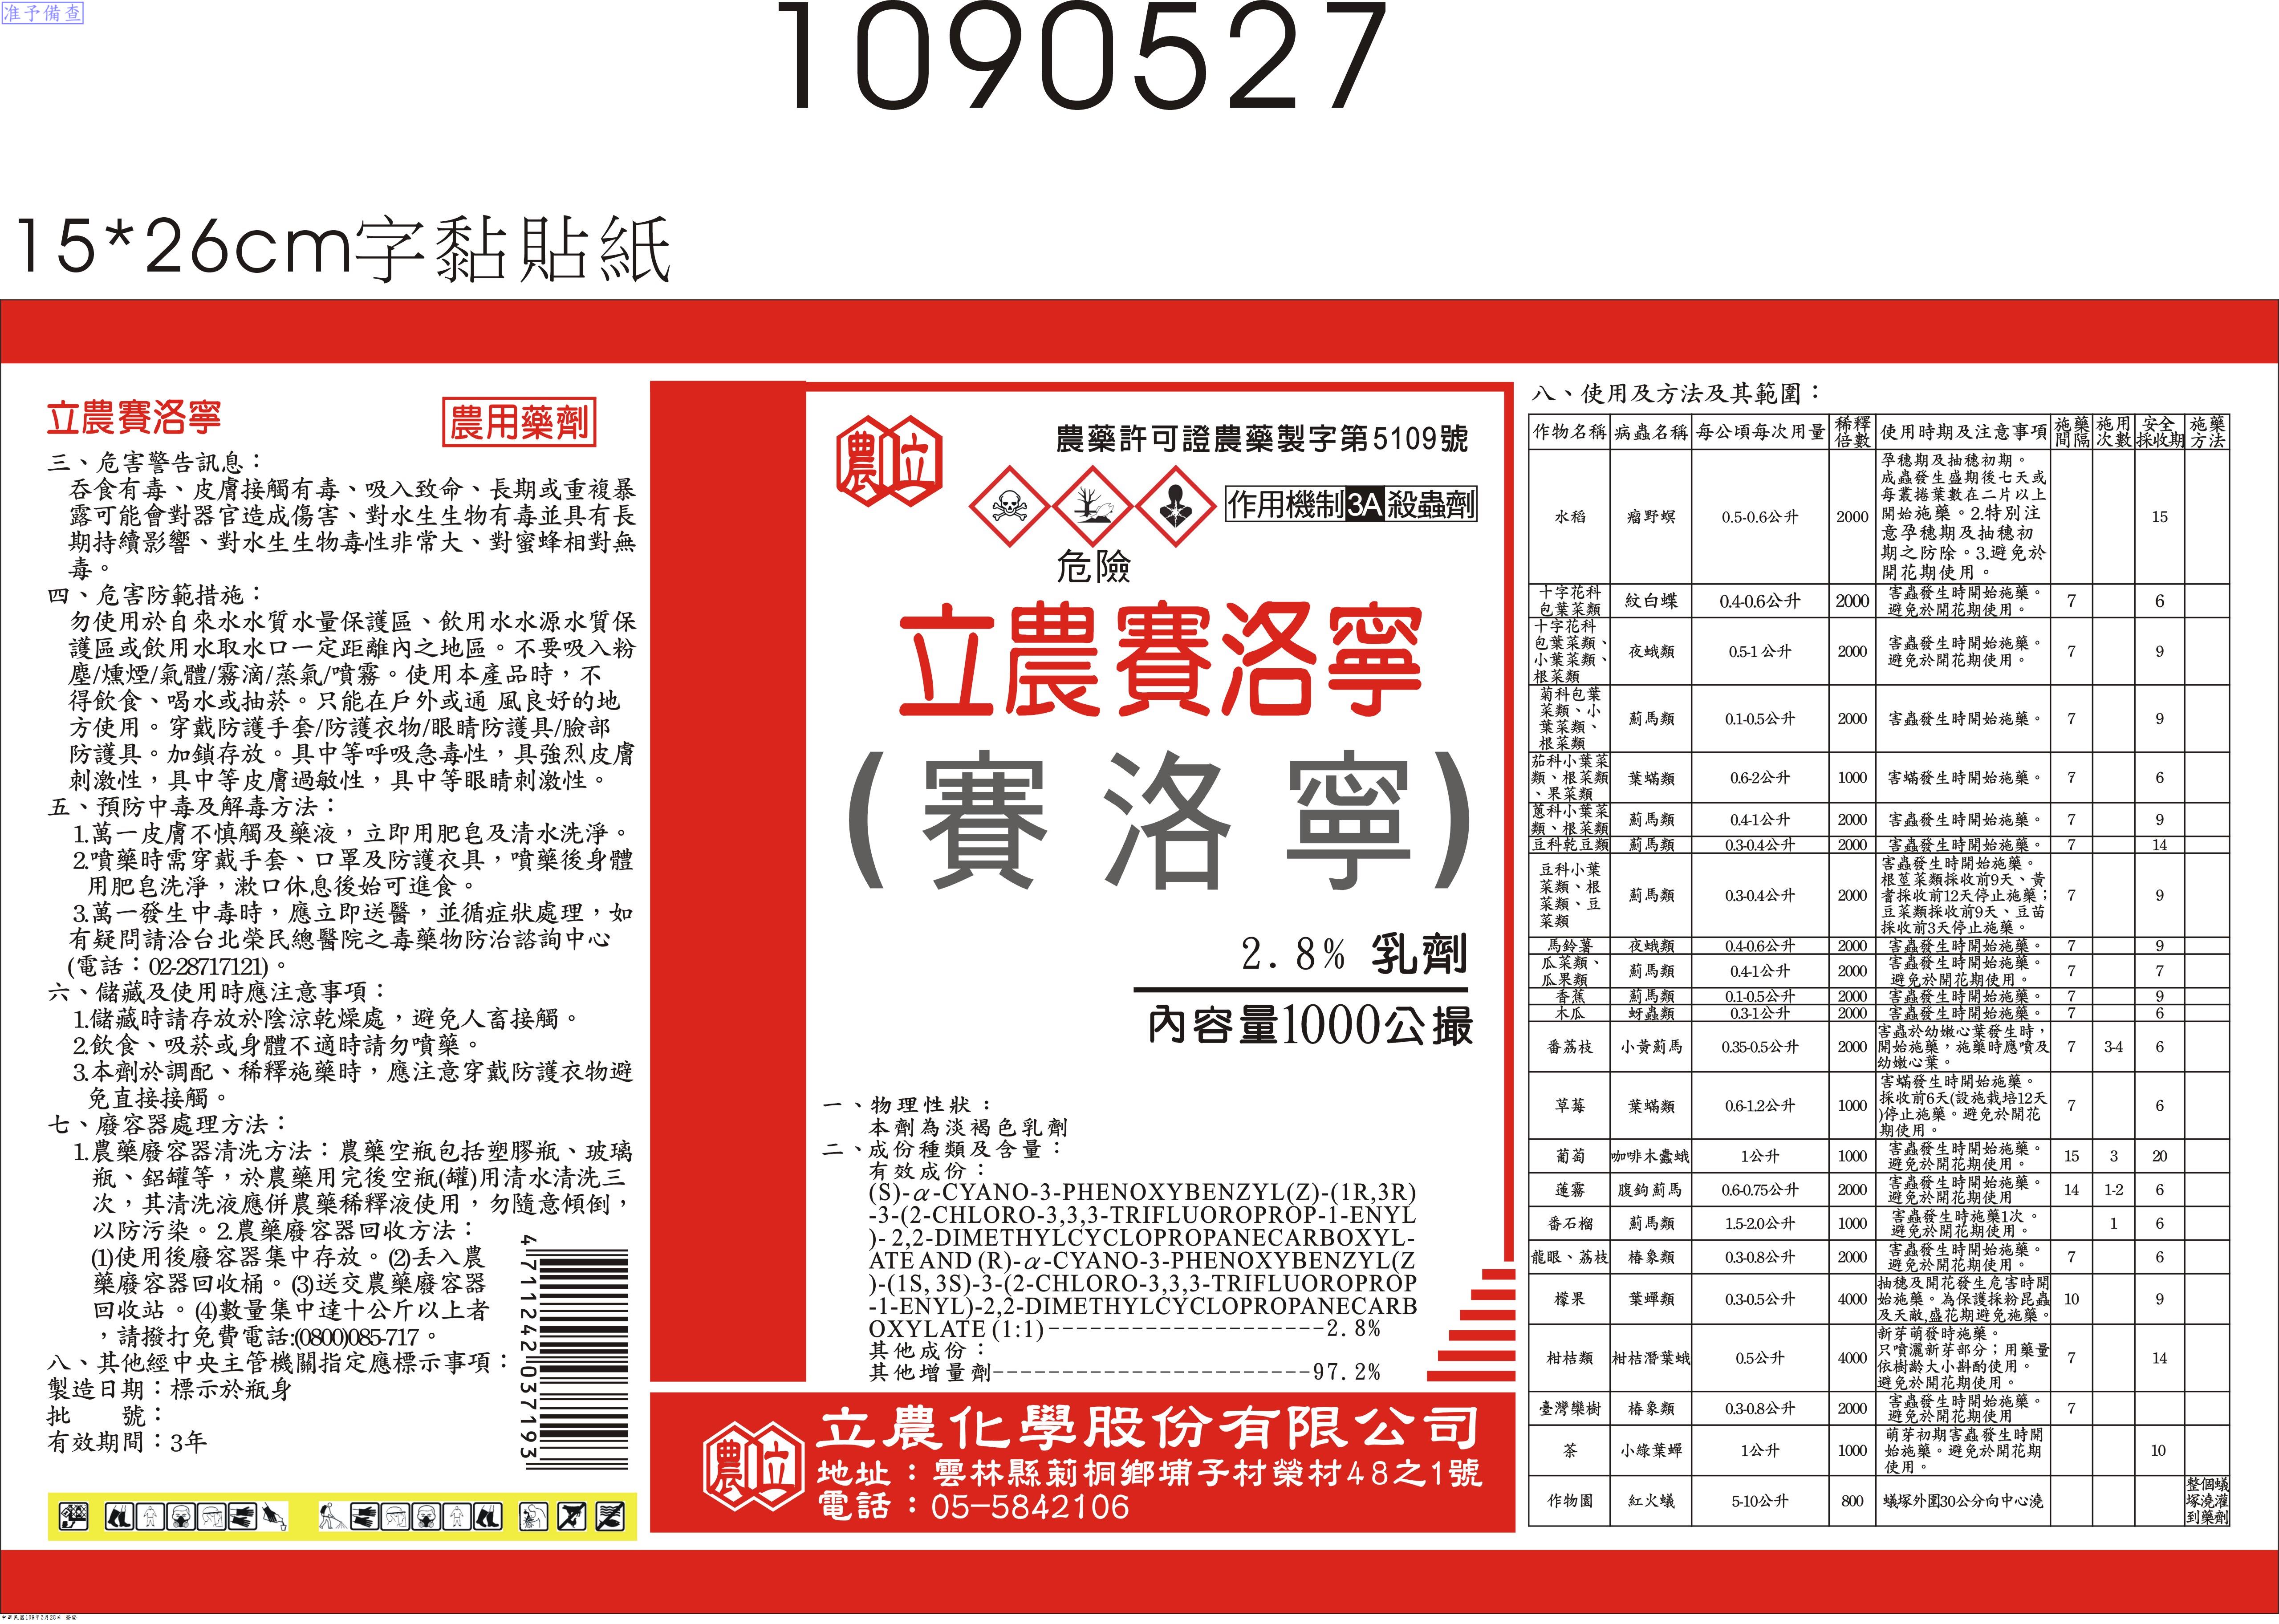 准予備查
1090527
15*26cm字黏貼紙
立農賽洛寧
農用藥劑
三、危害警告訊息：
吞食有毒、皮膚接觸有毒、吸入致命、長期或重複暴
露可能會對器官造成傷害、對水生生物有毒並具有長
期持續影響、對水生生物毒性非常大、對蜜蜂相對無
毒。
四、危害防範措施：
勿使用於自來水水質水量保護區、飲用水水源水質保
護區或飲用水取水口一定距離內之地區。不要吸入粉
塵/燻煙/氣體/霧滴/蒸氣/噴霧。使用本產品時，不
得飲食、喝水或抽菸。只能在戶外或通 風良好的地
方使用。穿戴防護手套/防護衣物/眼睛防護具/臉部
防護具。加鎖存放。具中等呼吸急毒性，具強烈皮膚
刺激性，具中等皮膚過敏性，具中等眼睛刺激性。
五、預防中毒及解毒方法：
1.萬一皮膚不慎觸及藥液，立即用肥皂及清水洗淨。
2.噴藥時需穿戴手套、口罩及防護衣具，噴藥後身體
用肥皂洗淨，漱口休息後始可進食。
3.萬一發生中毒時，應立即送醫，並循症狀處理，如
有疑問請洽台北榮民總醫院之毒藥物防治諮詢中心
(電話：02-28717121)。
六、儲藏及使用時應注意事項：
1.儲藏時請存放於陰涼乾燥處，避免人畜接觸。
2.飲食、吸菸或身體不適時請勿噴藥。
3.本劑於調配、稀釋施藥時，應注意穿戴防護衣物避
免直接接觸。
七、廢容器處理方法：
1.農藥廢容器清洗方法：農藥空瓶包括塑膠瓶、玻璃
瓶、鋁罐等，於農藥用完後空瓶(罐)用清水清洗三
次，其清洗液應併農藥稀釋液使用，勿隨意傾倒，
以防污染。2.農藥廢容器回收方法：
(1)使用後廢容器集中存放。(2)丟入農
藥廢容器回收桶。(3)送交農藥廢容器
回收站。(4)數量集中達十公斤以上者
，請撥打免費電話:(0800)085-717。
八、其他經中央主管機關指定應標示事項：
製造日期：標示於瓶身
批　　號：
有效期間：3年
4 711242 037193
農立
農藥許可證農藥製字第5109號
作用機制3A殺蟲劑
危險
立農賽洛寧
(賽洛寧)
2.8% 乳劑
內容量1000公撮
一、物理性狀：
本劑為淡褐色乳劑
二、成份種類及含量：
有效成份：
(S)-α-CYANO-3-PHENOXYBENZYL(Z)-(1R,3R)
-3-(2-CHLORO-3,3,3-TRIFLUOROPROP-1-ENYL
)- 2,2-DIMETHYLCYCLOPROPANECARBOXYL-
ATE AND (R)-α-CYANO-3-PHENOXYBENZYL(Z
)-(1S, 3S)-3-(2-CHLORO-3,3,3-TRIFLUOROPROP
-1-ENYL)-2,2-DIMETHYLCYCLOPROPANECARB
OXYLATE (1:1)---------------------2.8%
其他成份：
其他增量劑------------------------97.2%
農立
立農化學股份有限公司
地址：雲林縣莿桐鄉埔子村榮村48之1號
電話：05-5842106
八、使用及方法及其範圍：
作物名稱 病蟲名稱 每公頃每次用量 稀釋倍數 使用時期及注意事項 施藥間隔 施用次數 安全採收期 施藥方法
水稻 瘤野螟 0.5-0.6公升 2000 孕穗期及抽穗初期。成蟲發生盛期後七天或每叢捲葉數在二片以上開始施藥。2.特別注意孕穗期及抽穗初期之防除。3.避免於開花期使用。 15
十字花科包葉菜類 紋白蝶 0.4-0.6公升 2000 害蟲發生時開始施藥。避免於開花期使用。 7 6
十字花科包葉菜類、小葉菜類、根菜類 夜蛾類 0.5-1公升 2000 害蟲發生時開始施藥。避免於開花期使用。 7 9
菊科包葉菜類、小葉菜類、根菜類 薊馬類 0.1-0.5公升 2000 害蟲發生時開始施藥。 7 9
茄科小葉菜類、根菜類、果菜類 葉蟎類 0.6-2公升 1000 害蟎發生時開始施藥。 7 6
蔥科小葉菜類、根菜類 薊馬類 0.4-1公升 2000 害蟲發生時開始施藥。 7 9
豆科乾豆類 薊馬類 0.3-0.4公升 2000 害蟲發生時開始施藥。 7 14
豆科小葉菜類、根菜類、豆菜類 薊馬類 0.3-0.4公升 2000 害蟲發生時開始施藥。根莖菜類採收前9天、黃耆採收前12天停止施藥；豆菜類採收前9天、豆苗採收前3天停止施藥。 7 9
馬鈴薯 夜蛾類 0.4-0.6公升 2000 害蟲發生時開始施藥。 7 9
瓜菜類、瓜果類 薊馬類 0.4-1公升 2000 害蟲發生時開始施藥。避免於開花期使用。 7 7
香蕉 薊馬類 0.1-0.5公升 2000 害蟲發生時開始施藥。 7 9
木瓜 蚜蟲類 0.3-1公升 2000 害蟲發生時開始施藥。 7 6
番荔枝 小黃薊馬 0.35-0.5公升 2000 害蟲於幼嫩心葉發生時，開始施藥，施藥時應噴及幼嫩心葉。 7 3-4 6
草莓 葉蟎類 0.6-1.2公升 1000 害蟎發生時開始施藥。採收前6天(設施栽培12天)停止施藥。避免於開花期使用。 7 6
葡萄 咖啡木蠹蛾 1公升 1000 害蟲發生時開始施藥。避免於開花期使用。 15 3 20
蓮霧 腹鉤薊馬 0.6-0.75公升 2000 害蟲發生時開始施藥。避免於開花期使用 14 1-2 6
番石榴 薊馬類 1.5-2.0公升 1000 害蟲發生時施藥1次。避免於開花期使用。 1 6
龍眼、荔枝 椿象類 0.3-0.8公升 2000 害蟲發生時開始施藥。避免於開花期使用。 7 6
檬果 葉蟬類 0.3-0.5公升 4000 抽穗及開花發生危害時開始施藥。為保護採粉昆蟲及天敵,盛花期避免施藥。 10 9
柑桔類 柑桔潛葉蛾 0.5公升 4000 新芽萌發時施藥。只噴灑新芽部分；用藥量依樹齡大小斟酌使用。避免於開花期使用。 7 14
臺灣欒樹 椿象類 0.3-0.8公升 2000 害蟲發生時開始施藥。避免於開花期使用 7
茶 小綠葉蟬 1公升 1000 萌芽初期害蟲發生時開始施藥。避免於開花期使用。 10
作物園 紅火蟻 5-10公升 800 蟻塚外圍30公分向中心澆 整個蟻塚澆灌到藥劑
中華民國109年5月28日